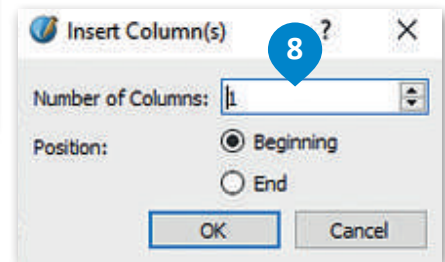 Insert Column(s) ? ×
8
Number of Columns: 1
Position: Beginning
End
OK Cancel